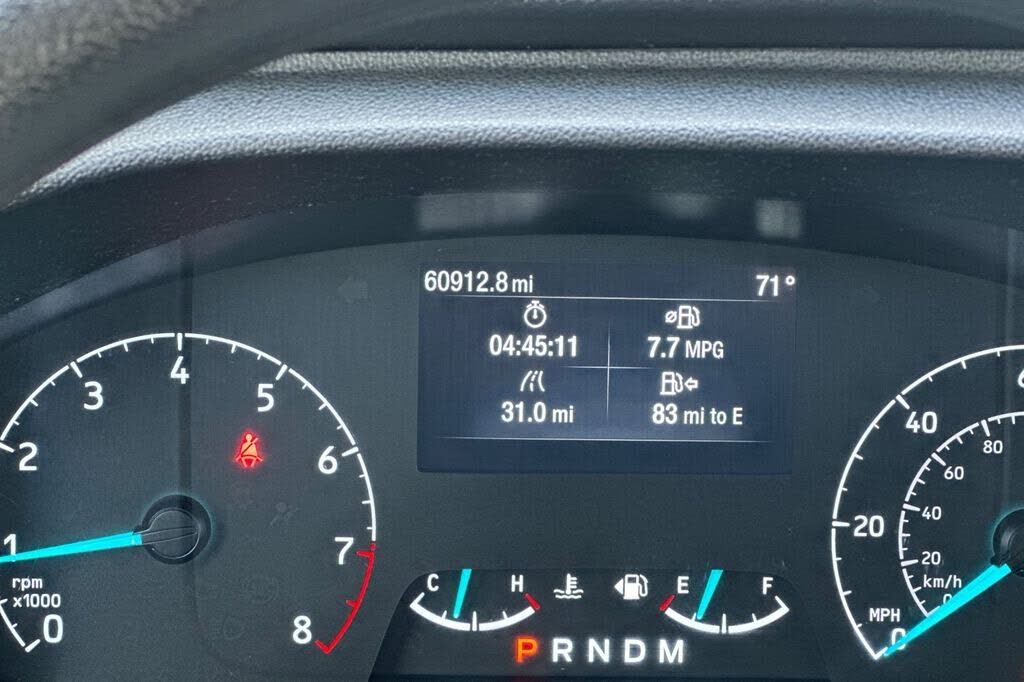 60912.8 mi 71°
04:45:11 7.7 MPG
31.0 mi 83 mi to E
0 1 2 3 4 5 6 7 8
rpm
x1000
C H E F
P R N D M
0 20 40
20 40 60 80
MPH
km/h